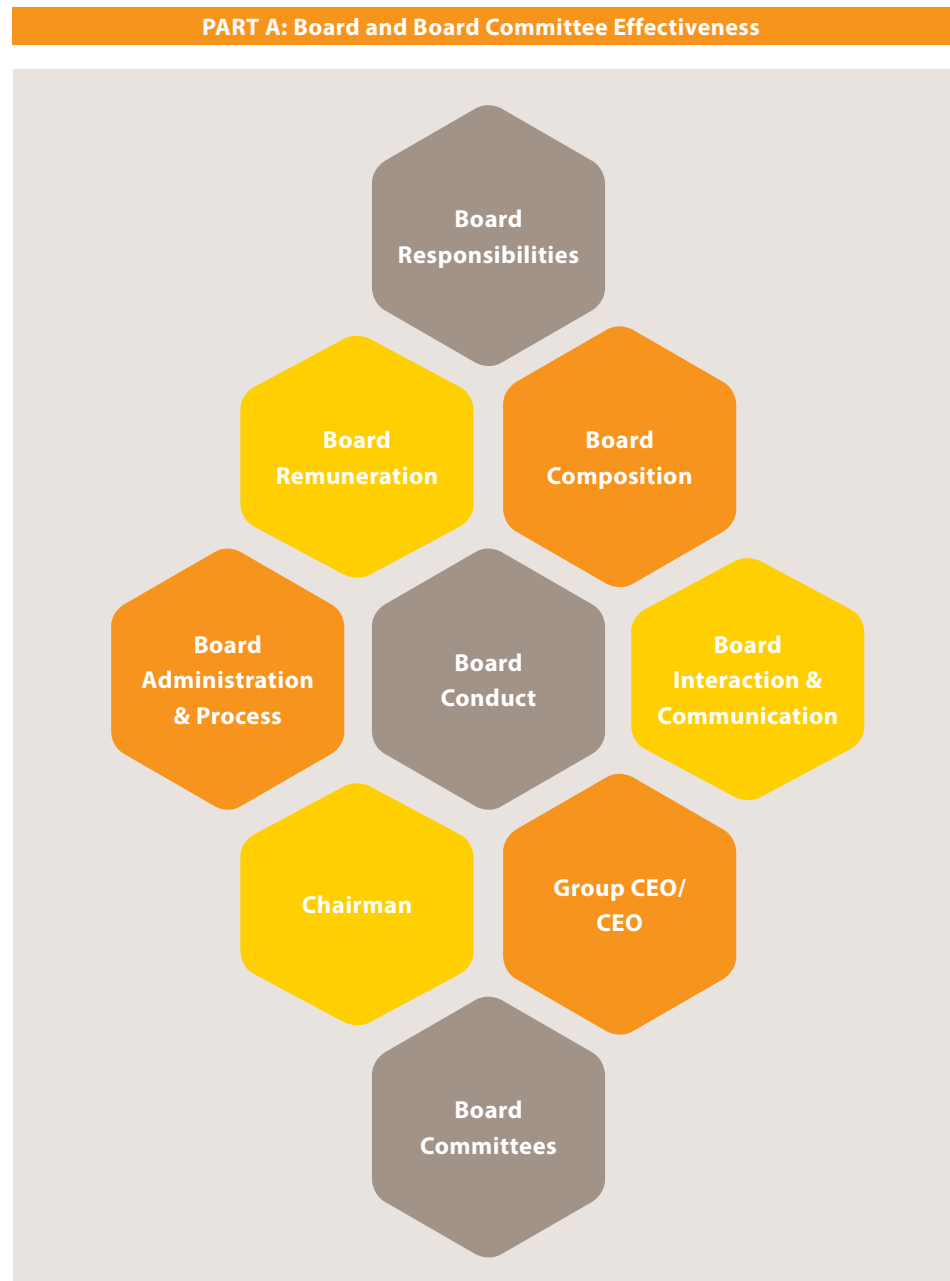 PART A: Board and Board Committee Effectiveness
Board
Responsibilities
Board
Remuneration
Board
Composition
Board
Administration
& Process
Board
Conduct
Board
Interaction &
Communication
Chairman
Group CEO/
CEO
Board
Committees